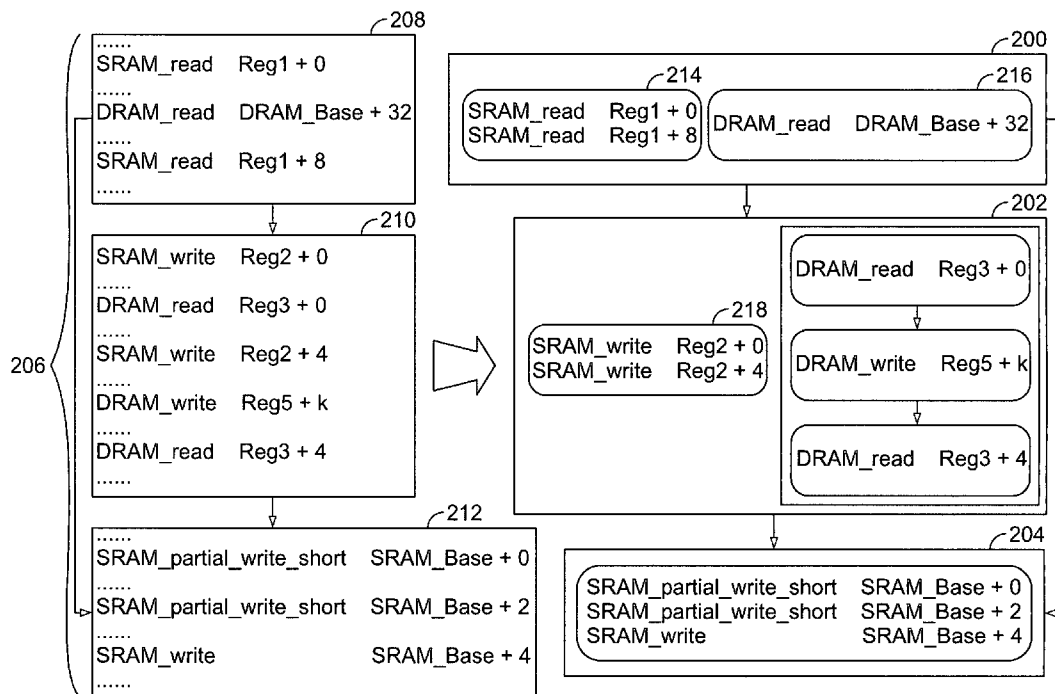 208
......
SRAM_read Reg1 + 0
......
DRAM_read DRAM_Base + 32
......
SRAM_read Reg1 + 8
......
210
SRAM_write Reg2 + 0
......
DRAM_read Reg3 + 0
......
SRAM_write Reg2 + 4
......
DRAM_write Reg5 + k
......
DRAM_read Reg3 + 4
......
206
212
......
SRAM_partial_write_short SRAM_Base + 0
......
SRAM_partial_write_short SRAM_Base + 2
......
SRAM_write SRAM_Base + 4
......
200
214
SRAM_read Reg1 + 0
SRAM_read Reg1 + 8
216
DRAM_read DRAM_Base + 32
202
218
SRAM_write Reg2 + 0
SRAM_write Reg2 + 4
DRAM_read Reg3 + 0
DRAM_write Reg5 + k
DRAM_read Reg3 + 4
204
SRAM_partial_write_short SRAM_Base + 0
SRAM_partial_write_short SRAM_Base + 2
SRAM_write SRAM_Base + 4